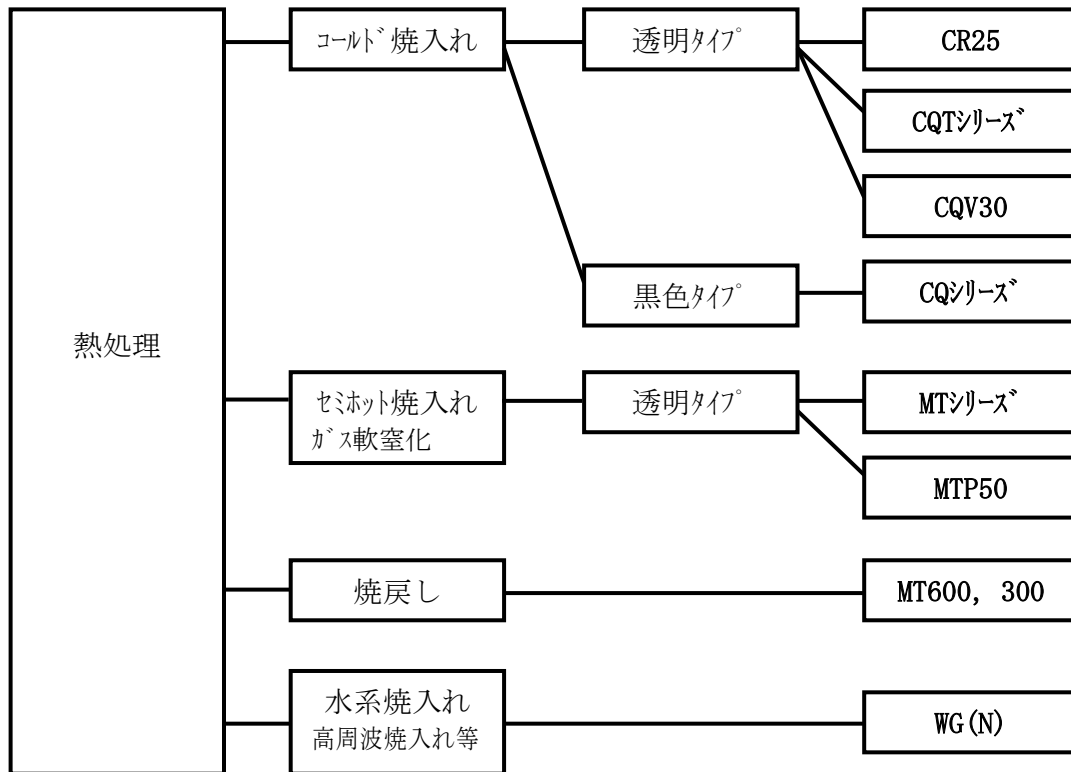 コールド焼入れ
透明タイプ
CR25
CQTシリーズ
CQV30
黒色タイプ
CQシリーズ
熱処理
セミホット焼入れ
ガス軟窒化
透明タイプ
MTシリーズ
MTP50
焼戻し
MT600, 300
水系焼入れ
高周波焼入れ等
WG(N)